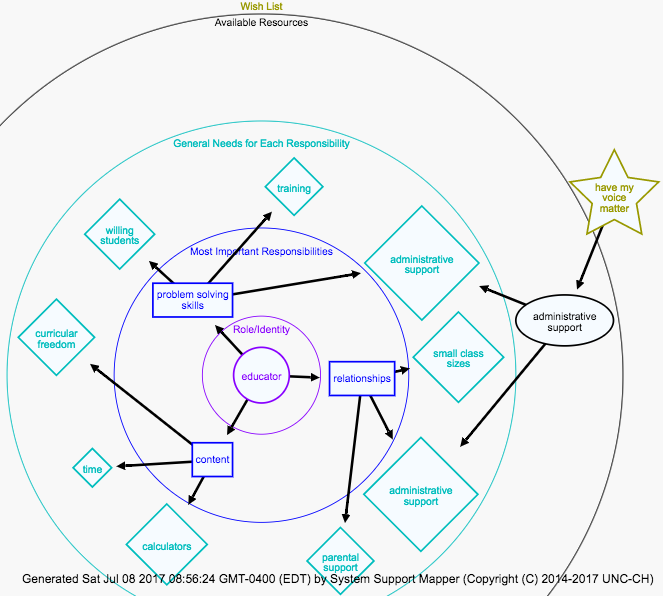 Wish List
Available Resources
General Needs for Each Responsibility
training
have my
voice
matter
willing
students
Most Important Responsibilities
administrative
support
problem solving
skills
administrative
support
Role/Identity
curricular
freedom
small class
sizes
educator
relationships
content
time
administrative
support
calculators
parental
support
Generated Sat Jul 08 2017 08:56:24 GMT-0400 (EDT) by System Support Mapper (Copyright (C) 2014-2017 UNC-CH)